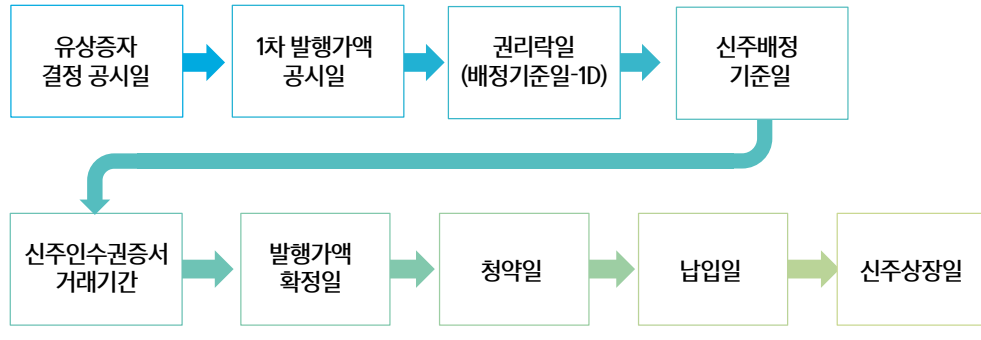 유상증자
결정 공시일
1차 발행가액
공시일
권리락일
(배정기준일-1D)
신주배정
기준일
신주인수권증서
거래기간
발행가액
확정일
청약일
납입일
신주상장일